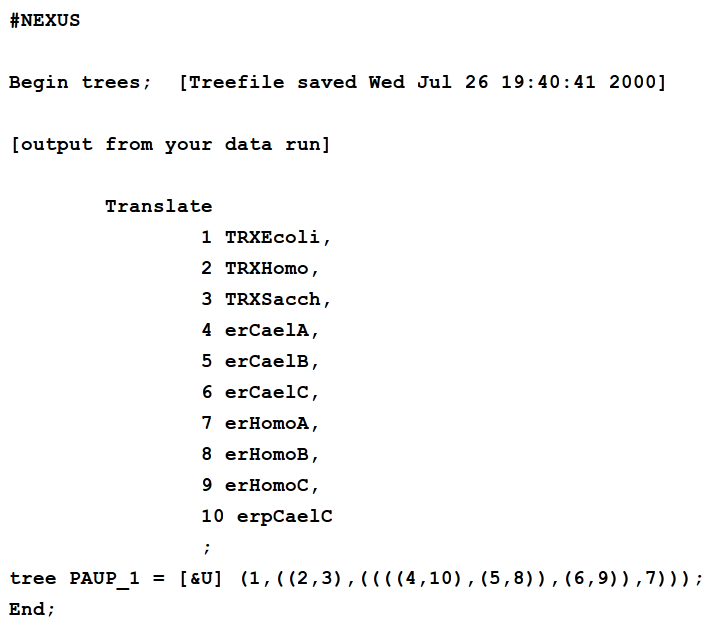 #NEXUS
Begin trees;  [Treefile saved Wed Jul 26 19:40:41 2000]
[output from your data run]
Translate
1 TRXEcoli,
2 TRXHomo,
3 TRXSacch,
4 erCaelA,
5 erCaelB,
6 erCaelC,
7 erHomoA,
8 erHomoB,
9 erHomoC,
10 erpCaelC
;
tree PAUP_1 = [&U] (1,((2,3),((((4,10),(5,8)),(6,9)),7)));
End;